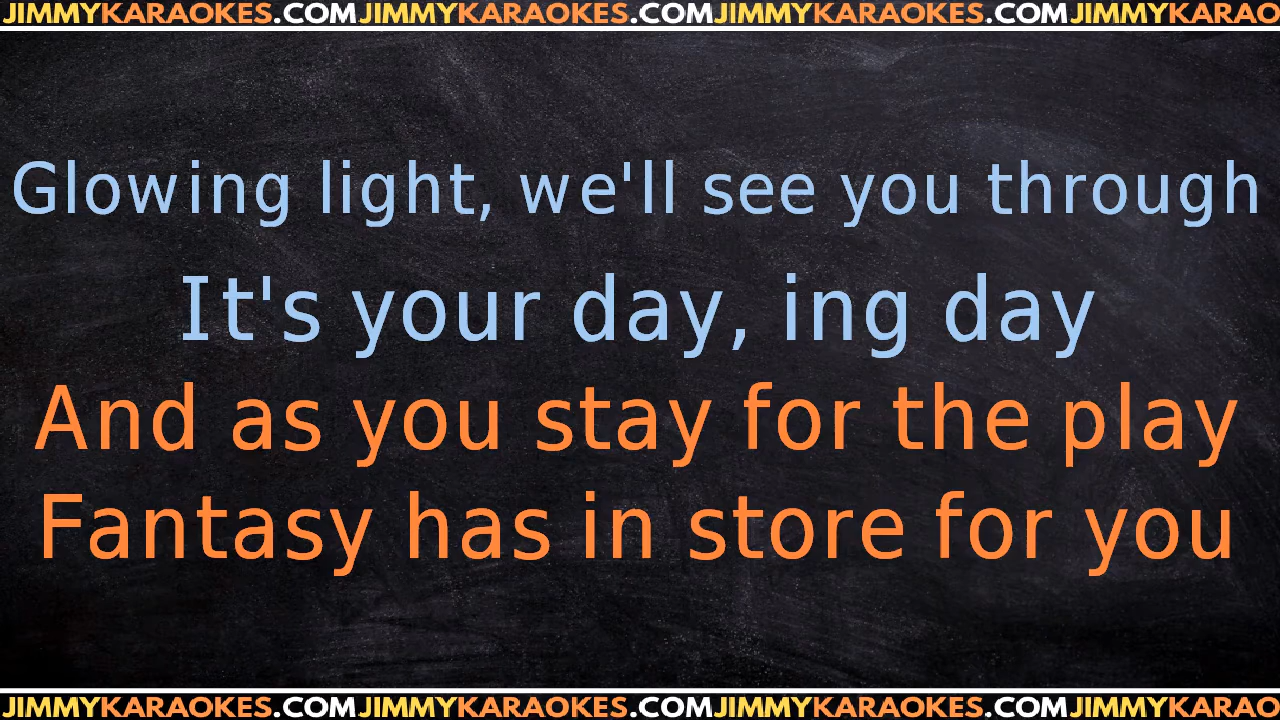 JIMMYKARAOKES.COMJIMMYKARAOKES.COMJIMMYKARAOKES.COMJIMMYKARAO
Glowing light, we'll see you through
It's your day, ing day
And as you stay for the play
Fantasy has in store for you
JIMMYKARAOKES.COMJIMMYKARAOKES.COMJIMMYKARAOKES.COMJIMMYKARAO